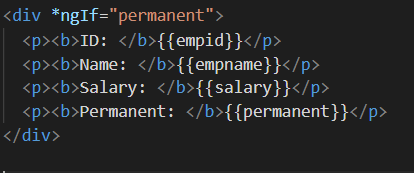 <div *ngIf="permanent">
<p><b>ID: </b>{{empid}}</p>
<p><b>Name: </b>{{empname}}</p>
<p><b>Salary: </b>{{salary}}</p>
<p><b>Permanent: </b>{{permanent}}</p>
</div>